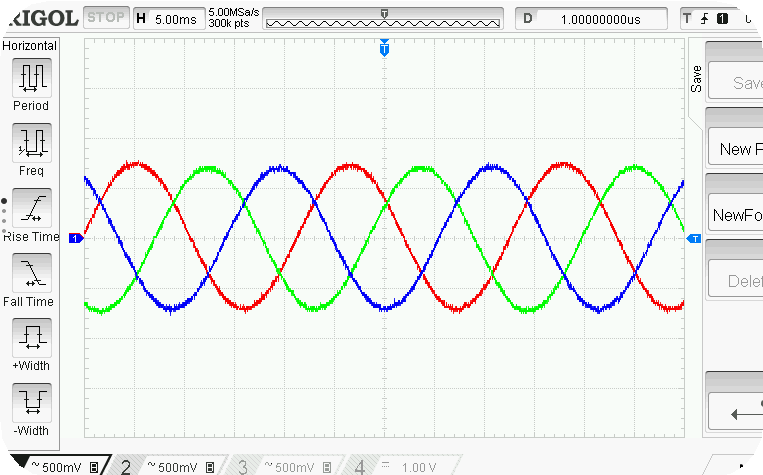 RIGOL STOP H 5.00ms 5.00MSa/s 300k pts T D 1.00000000us T 1
Horizontal
Period
Freq
Rise Time
Fall Time
+Width
-Width
T
1
T
Save
Save
New F
NewFo
Delet
~ 500mV B 2 ~ 500mV B 3 ~ 500mV B 4 1.00 V